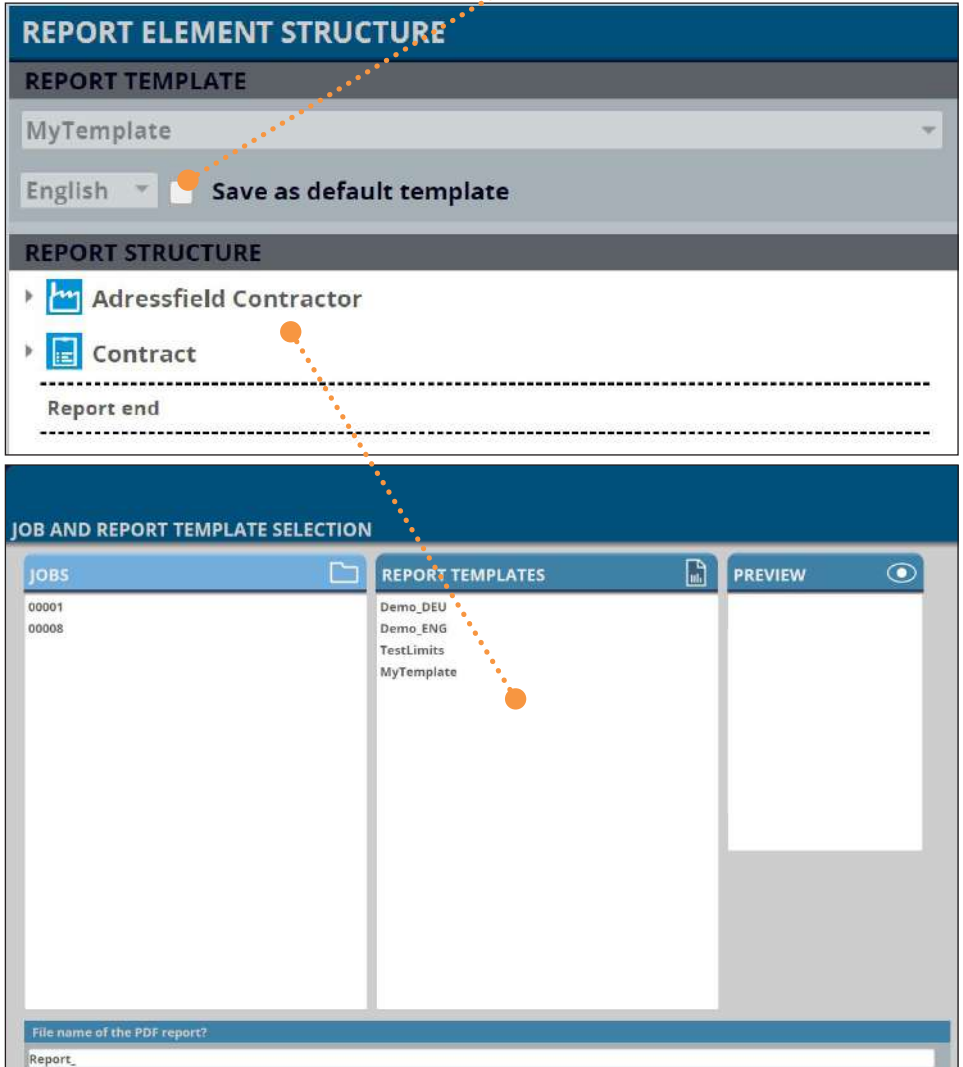 REPORT ELEMENT STRUCTURE
REPORT TEMPLATE
MyTemplate
English Save as default template
REPORT STRUCTURE
Adressfield Contractor
Contract
Report end
JOB AND REPORT TEMPLATE SELECTION
JOBS REPORT TEMPLATES PREVIEW
00001 Demo_DEU
00008 Demo_ENG
TestLimits
MyTemplate
File name of the PDF report?
Report_